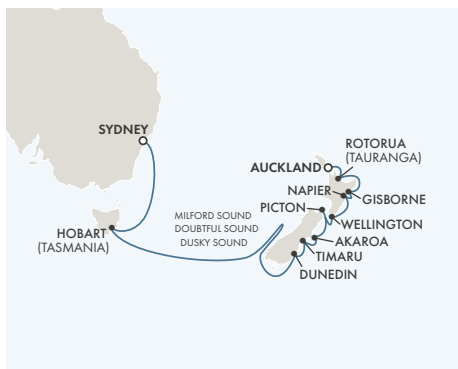 SYDNEY
ROTORUA
(TAURANGA)
AUCKLAND
NAPIER
GISBORNE
PICTON
MILFORD SOUND
DOUBTFUL SOUND
DUSKY SOUND
WELLINGTON
HOBART
(TASMANIA)
AKAROA
TIMARU
DUNEDIN